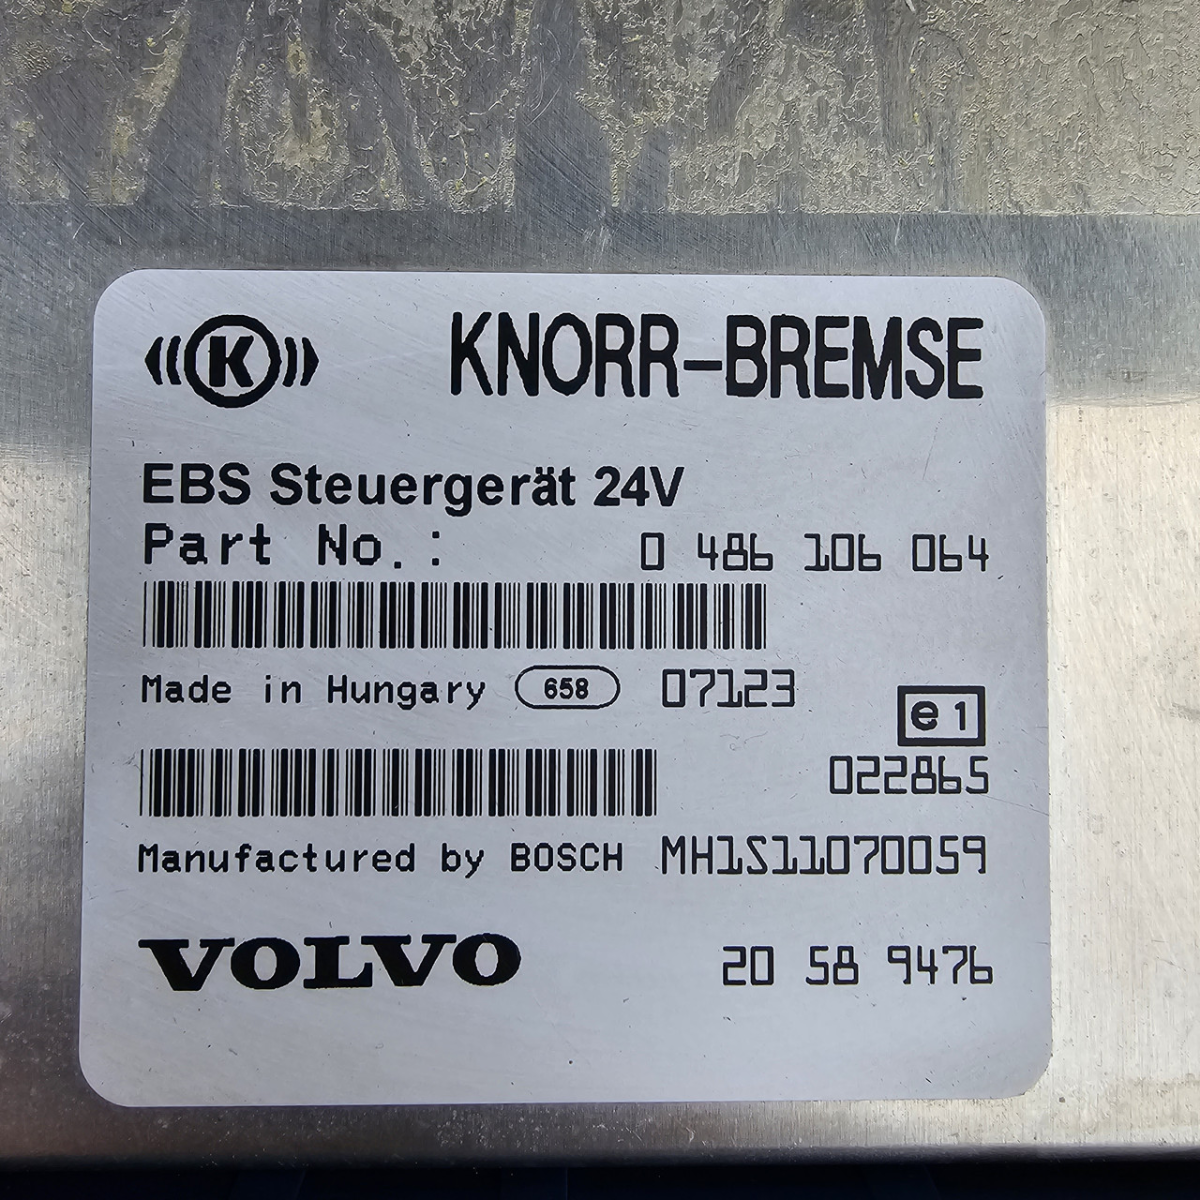 K KNORR-BREMSE
EBS Steuergerät 24V
Part No.: 0 486 106 064
Made in Hungary 658 07123
e1
022865
Manufactured by BOSCH MH1S11070059
VOLVO 20 58 9476